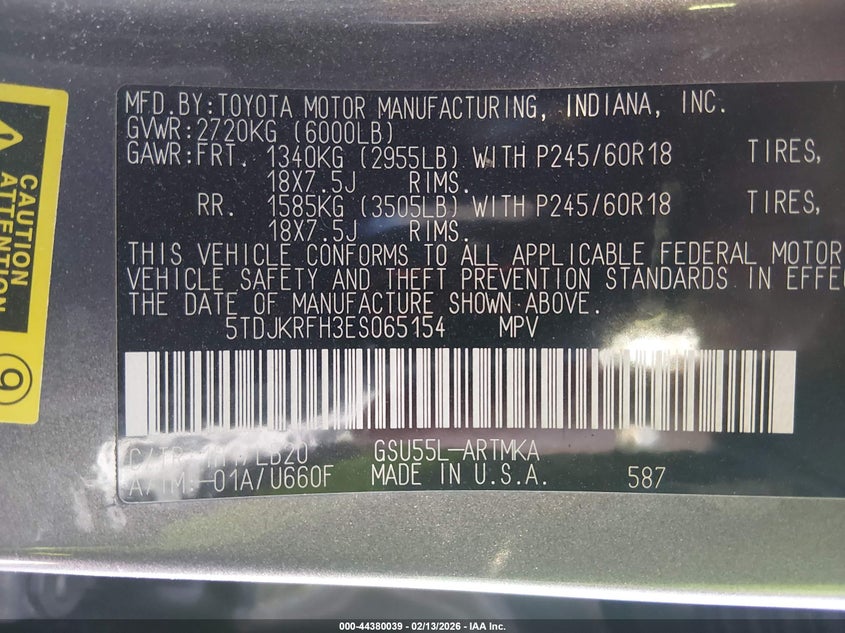 MFD.BY:TOYOTA MOTOR MANUFACTURING, INDIANA, INC.
GVWR:2720KG (6000LB)
GAWR:FRT. 1340KG (2955LB) WITH P245/60R18 TIRES,
18X7.5J RIMS.
RR. 1585KG (3505LB) WITH P245/60R18 TIRES,
18X7.5J RIMS.
THIS VEHICLE CONFORMS TO ALL APPLICABLE FEDERAL MOTOR
VEHICLE SAFETY AND THEFT PREVENTION STANDARDS IN EFFE
THE DATE OF MANUFACTURE SHOWN ABOVE.
5TDJKRFH3ES065154 MPV
C/TR: /LB20 GSU55L-ARTMKA
A/TM:-01A/U660F MADE IN U.S.A. 587
CAUTION
ATTENTION
9
000-44380039 - 02/13/2026 - IAA Inc.